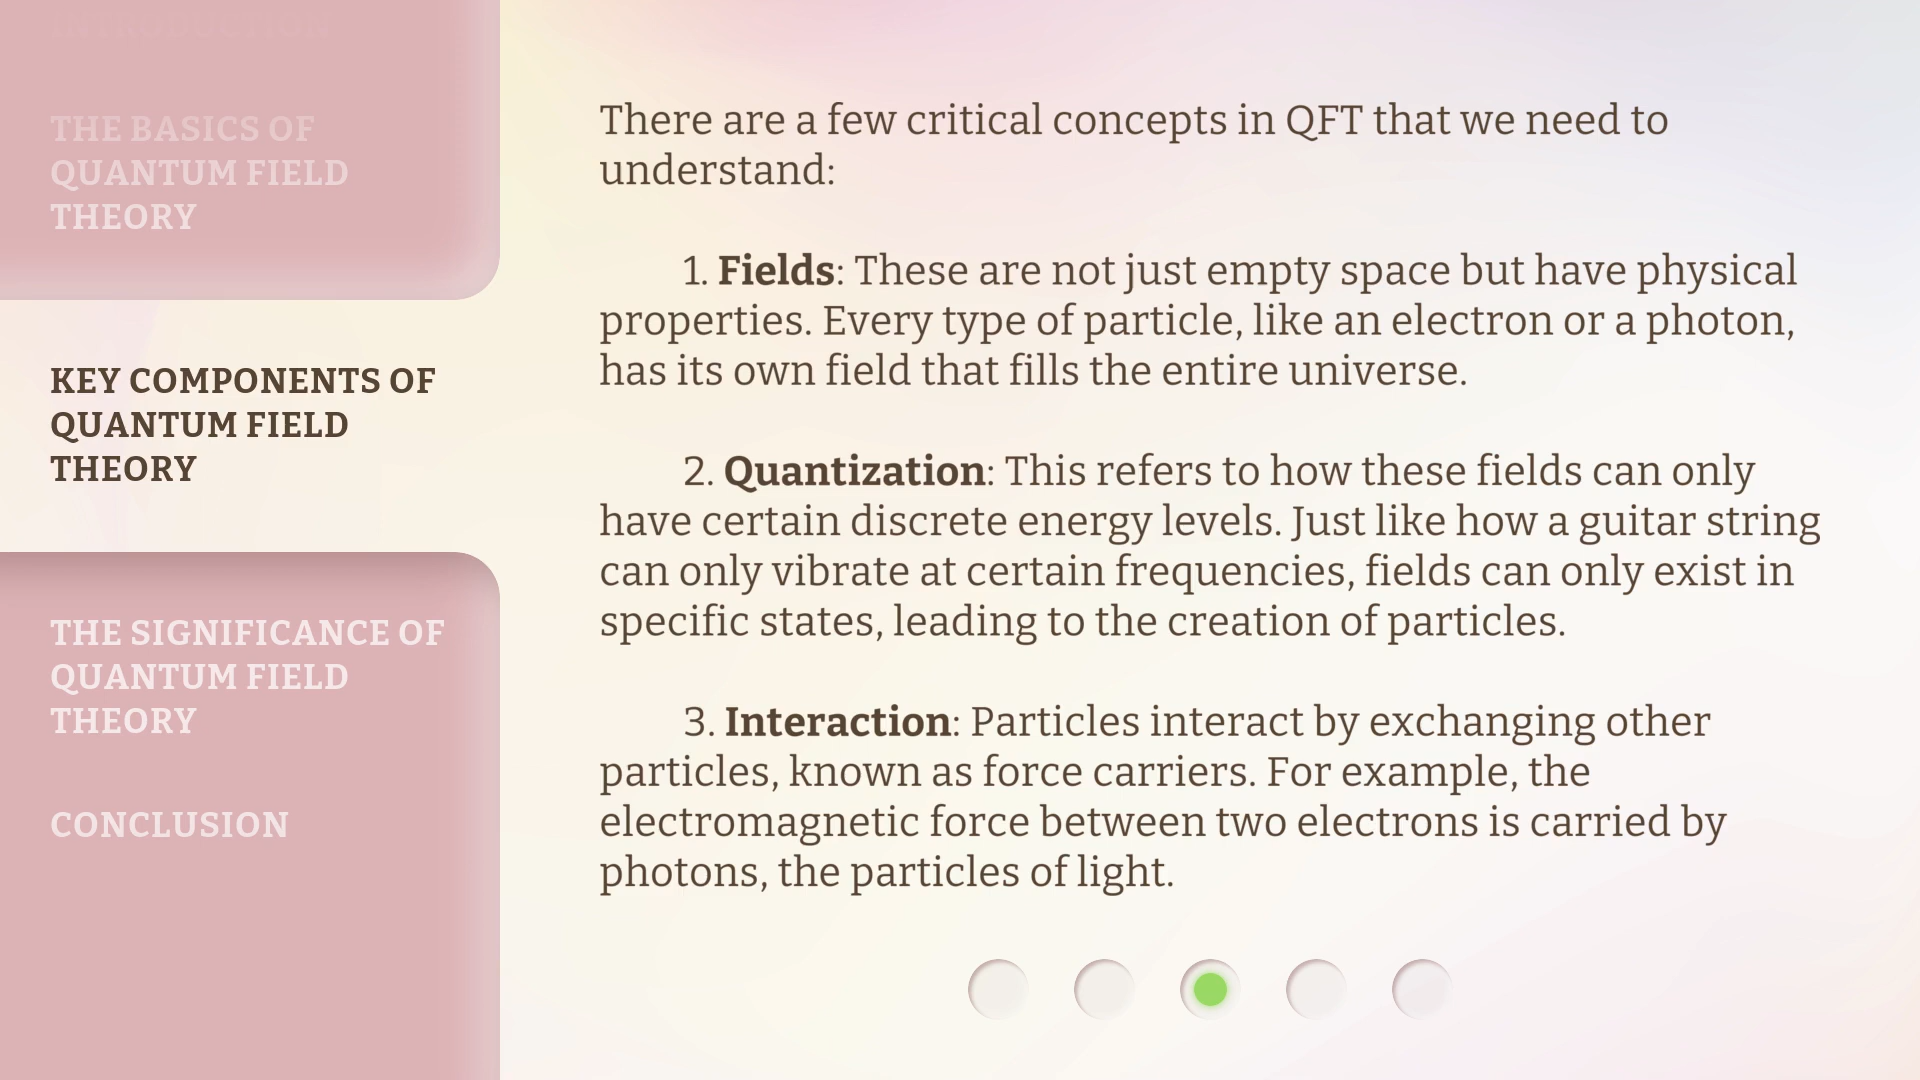 INTRODUCTION
THE BASICS OF
QUANTUM FIELD
THEORY
KEY COMPONENTS OF
QUANTUM FIELD
THEORY
THE SIGNIFICANCE OF
QUANTUM FIELD
THEORY
CONCLUSION
There are a few critical concepts in QFT that we need to
understand:
1. Fields: These are not just empty space but have physical
properties. Every type of particle, like an electron or a photon,
has its own field that fills the entire universe.
2. Quantization: This refers to how these fields can only
have certain discrete energy levels. Just like how a guitar string
can only vibrate at certain frequencies, fields can only exist in
specific states, leading to the creation of particles.
3. Interaction: Particles interact by exchanging other
particles, known as force carriers. For example, the
electromagnetic force between two electrons is carried by
photons, the particles of light.